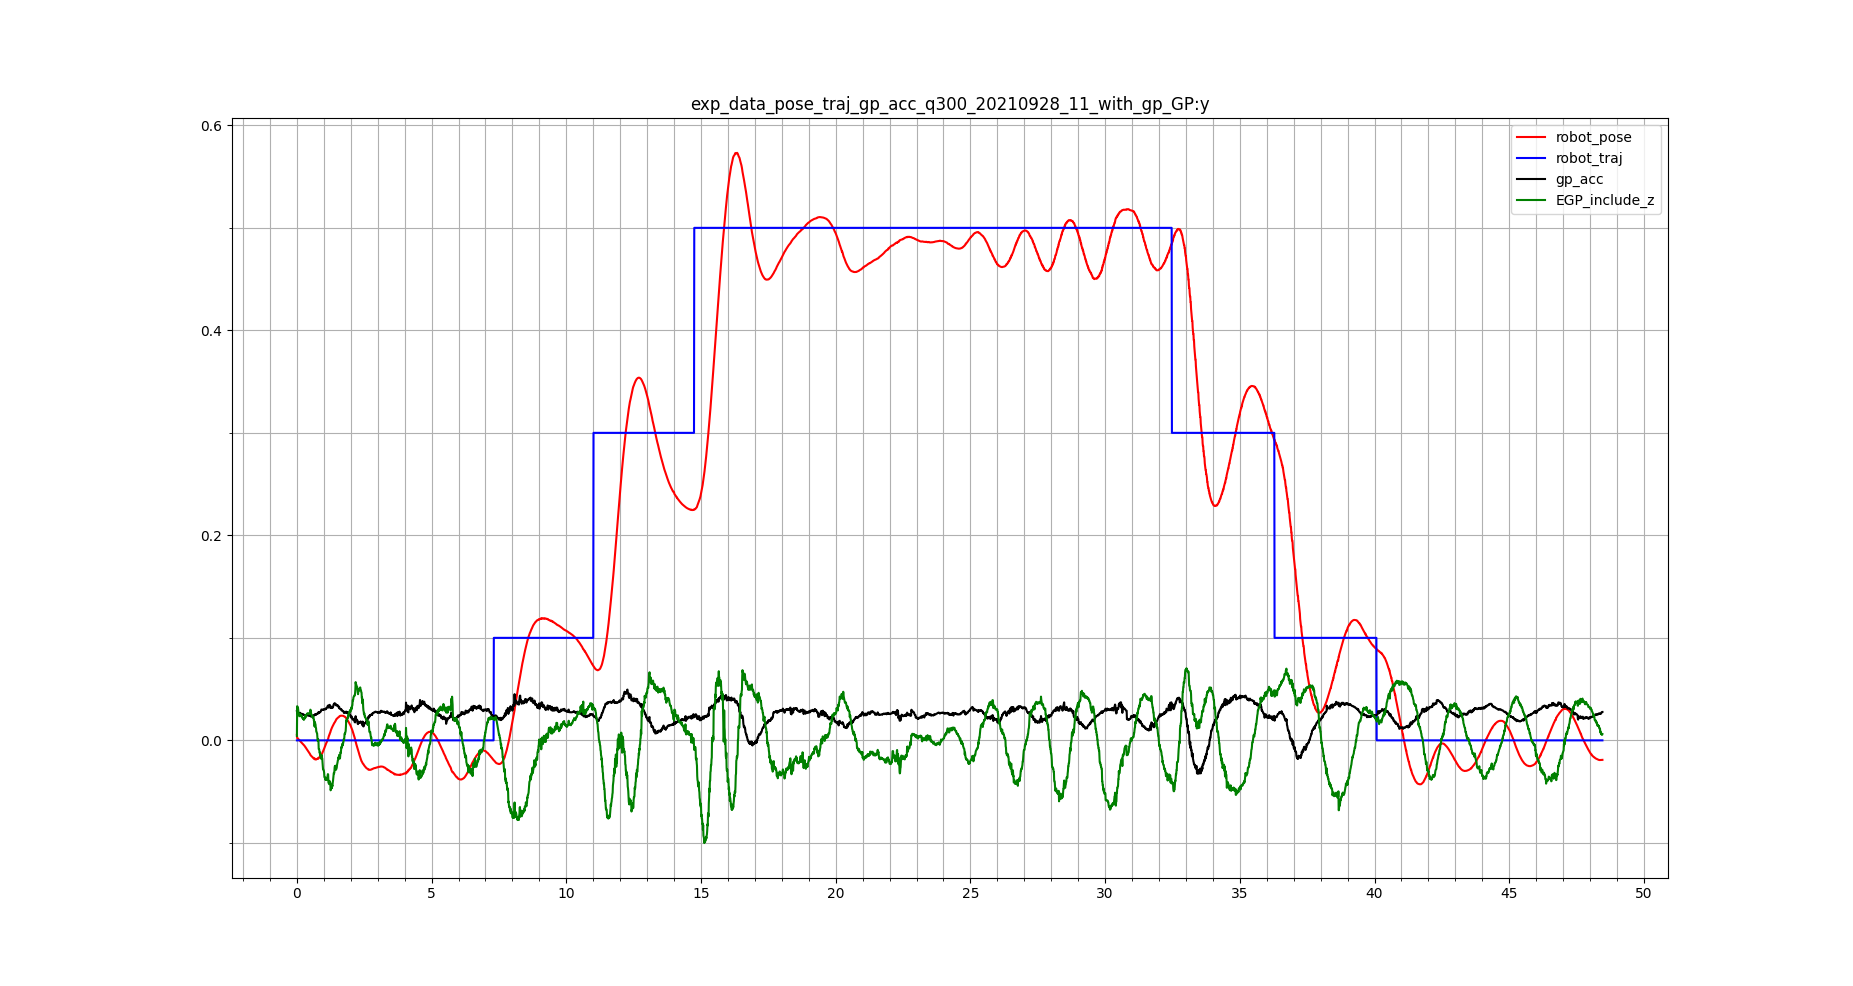 exp_data_pose_traj_gp_acc_q300_20210928_11_with_gp_GP:y
robot_pose
robot_traj
gp_acc
EGP_include_z
0.6
0.4
0.2
0.0
0 5 10 15 20 25 30 35 40 45 50